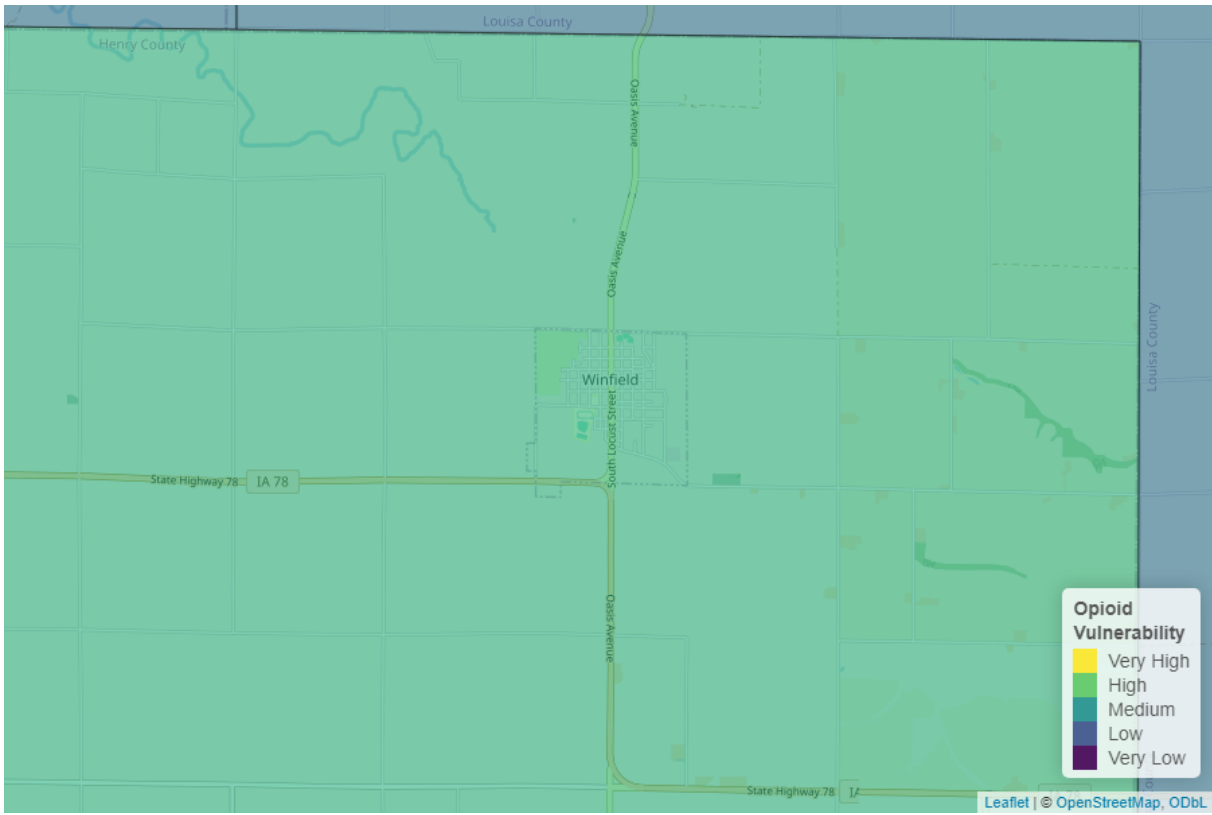 Louisa County
Henry County
Oasis Avenue
Oasis Avenue
Louisa County
Winfield
South Locust Street
State Highway 78
IA 78
Oasis Avenue
Opioid
Vulnerability
Very High
High
Medium
Low
Very Low
State Highway 78
IA
Leaflet | © OpenStreetMap, ODbL